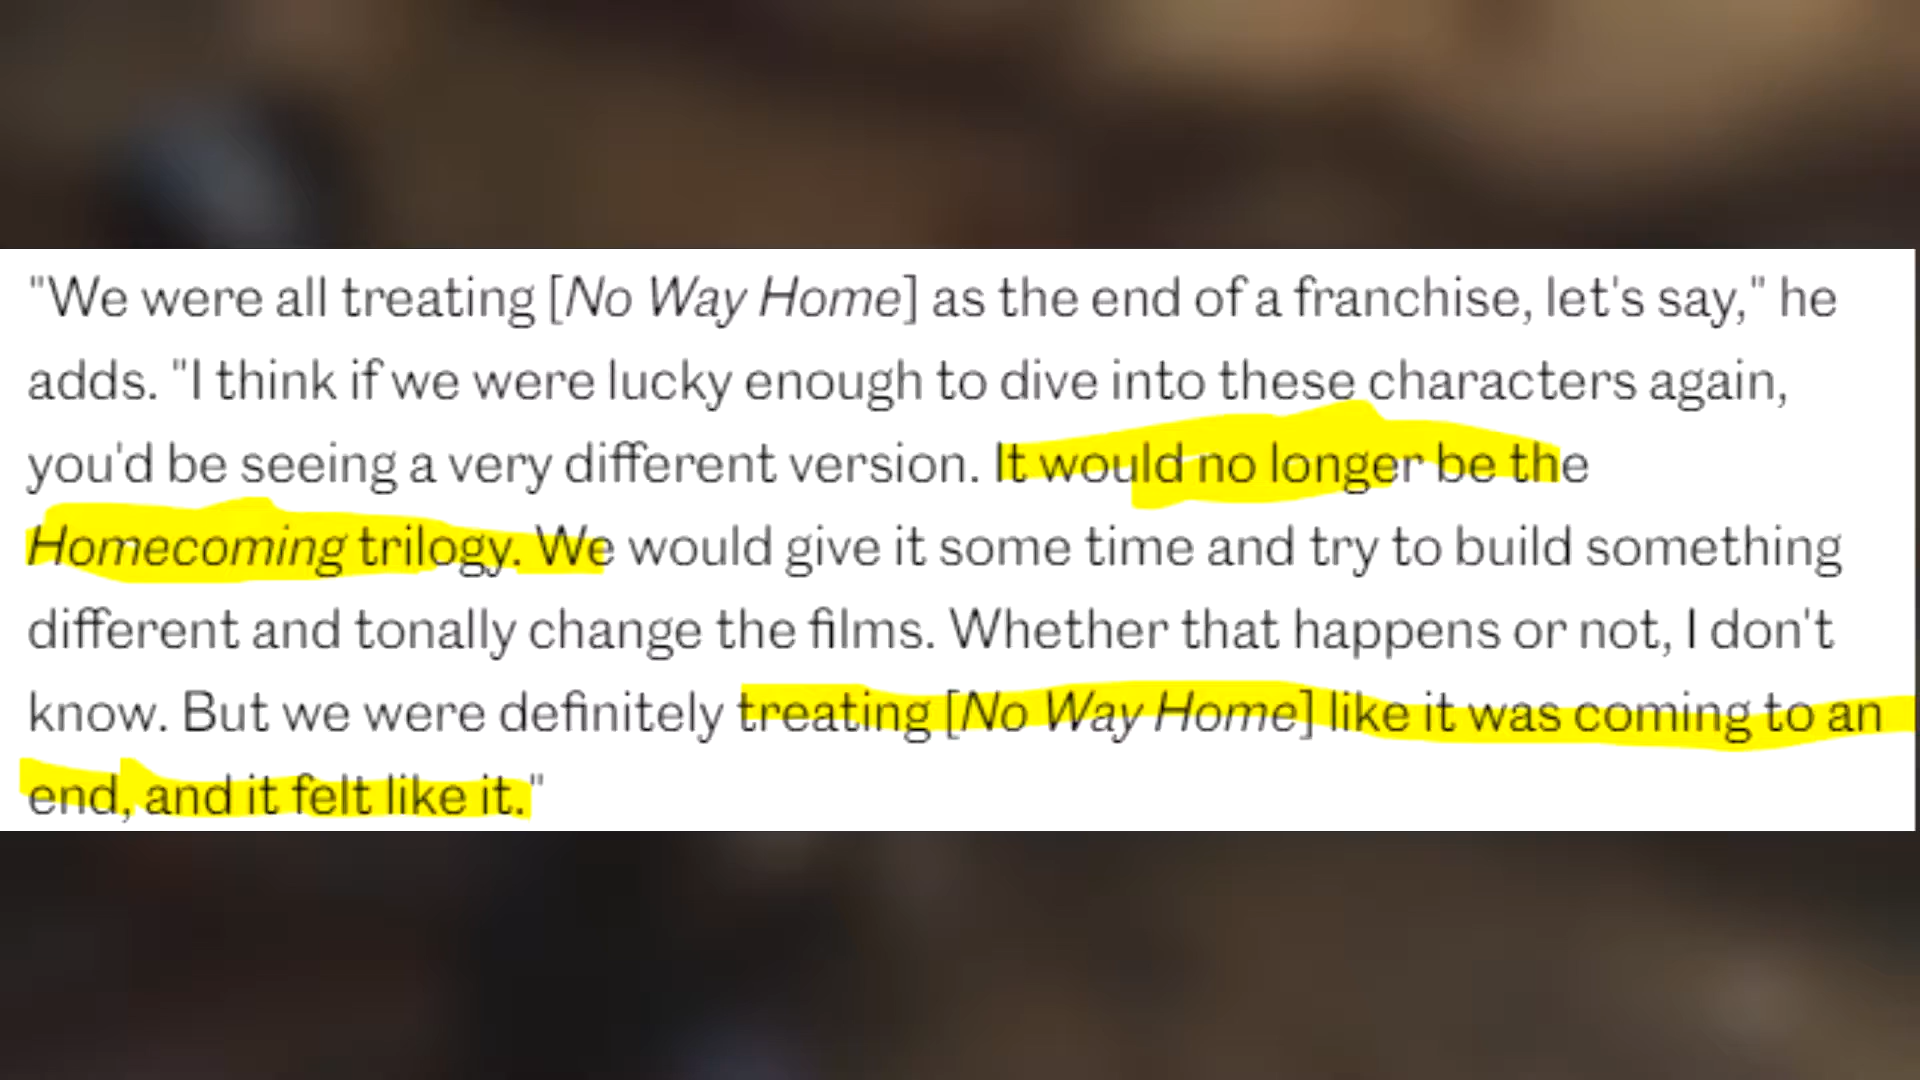 "We were all treating [No Way Home] as the end of a franchise, let's say," he
adds. "I think if we were lucky enough to dive into these characters again,
you'd be seeing a very different version. It would no longer be the
Homecoming trilogy. We would give it some time and try to build something
different and tonally change the films. Whether that happens or not, I don't
know. But we were definitely treating [No Way Home] like it was coming to an
end, and it felt like it."